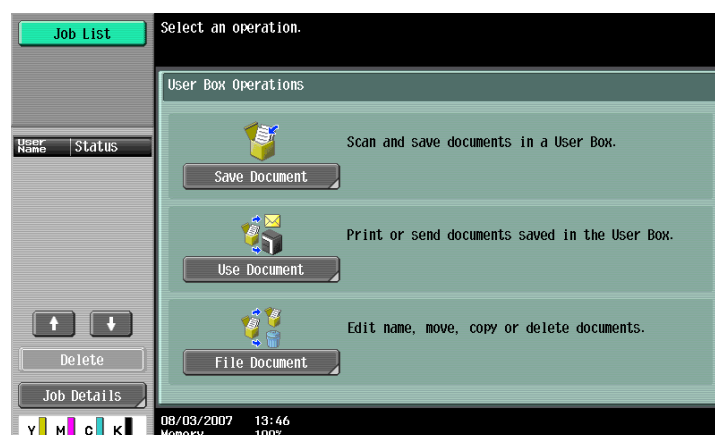 Job List
Select an operation.
User Box Operations
User Name Status
Scan and save documents in a User Box.
Save Document
Print or send documents saved in the User Box.
Use Document
Edit name, move, copy or delete documents.
File Document
Delete
Job Details
Y M C K
08/03/2007 13:46
Memory 100%